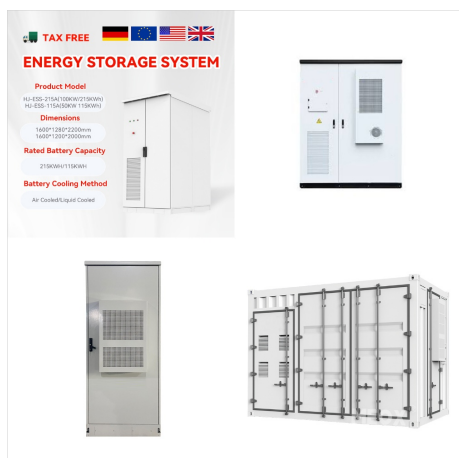 TAX FREE
ENERGY STORAGE SYSTEM
Product Model
HJ-ESS-215A(100KW/215KWh)
HJ-ESS-115A(50KW 115KWh)
Dimensions
1600*1280*2200mm
1600*1200*2000mm
Rated Battery Capacity
215KWH/115KWH
Battery Cooling Method
Air Cooled/Liquid Cooled